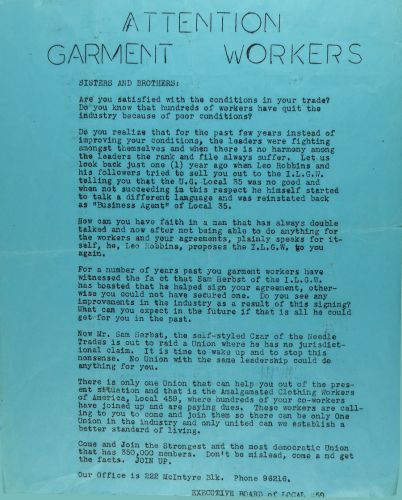 ATTENTION
GARMENT WORKERS
SISTERS AND BROTHERS:
Are you satisfied with the conditions in your trade?
Do you know that hundreds of workers have quit the
industry because of poor conditions?
Do you realize that for the past few years instead of
improving your conditions, the leaders were fighting
amongst themselves and when there is no harmony among
the leaders the rank and file always suffer. Let us
look back just one (1) year ago when Leo Robbins and
his followers tried to sell you out to the I.L.G.W.
telling you that the U.G. Local 35 was no good and
when not succeeding in this respect he himself started
to talk a different language and was reinstated back
as "Business Agent" of Local 35.
How can you have faith in a man that has always double
talked and now after not being able to do anything for
the workers and your agreements, plainly speaks for it-
self, he, Leo Robbins, proposes the I.L.G.W. to you
again.
For a number of years past you garment workers have
witnessed the fact that Sam Herbst of the I.L.G.W.
has boasted that he helped sign your agreement, other-
wise you could not have secured one. Do you see any
improvements in the industry as a result of this signing?
What can you expect in the future if that is all he could
get for you in the past.
Now Mr. Sam Herbst, the self-styled Czar of the Needle
Trades is out to raid a Union where he has no jurisdict-
ional claim. It is time to wake up and to stop this
nonsense. No Union with the same leadership could do
anything for you.
There is only one Union that can help you out of the pres-
ent situation and that is the Amalgamated Clothing Workers
of America, Local 459, where hundreds of your co-workers
have joined up and are paying dues. These workers are cal-
ling to you to come and join them so there can be only One
Union in the industry and only united can we establish a
better standard of living.
Come and Join the Strongest and the most democratic Union
that has 350,000 members. Don't be mislead, come and get
the facts. JOIN UP.
Our Office is 222 McIntyre Blk. Phone 96216.
EXECUTIVE BOARD of LOCAL 459